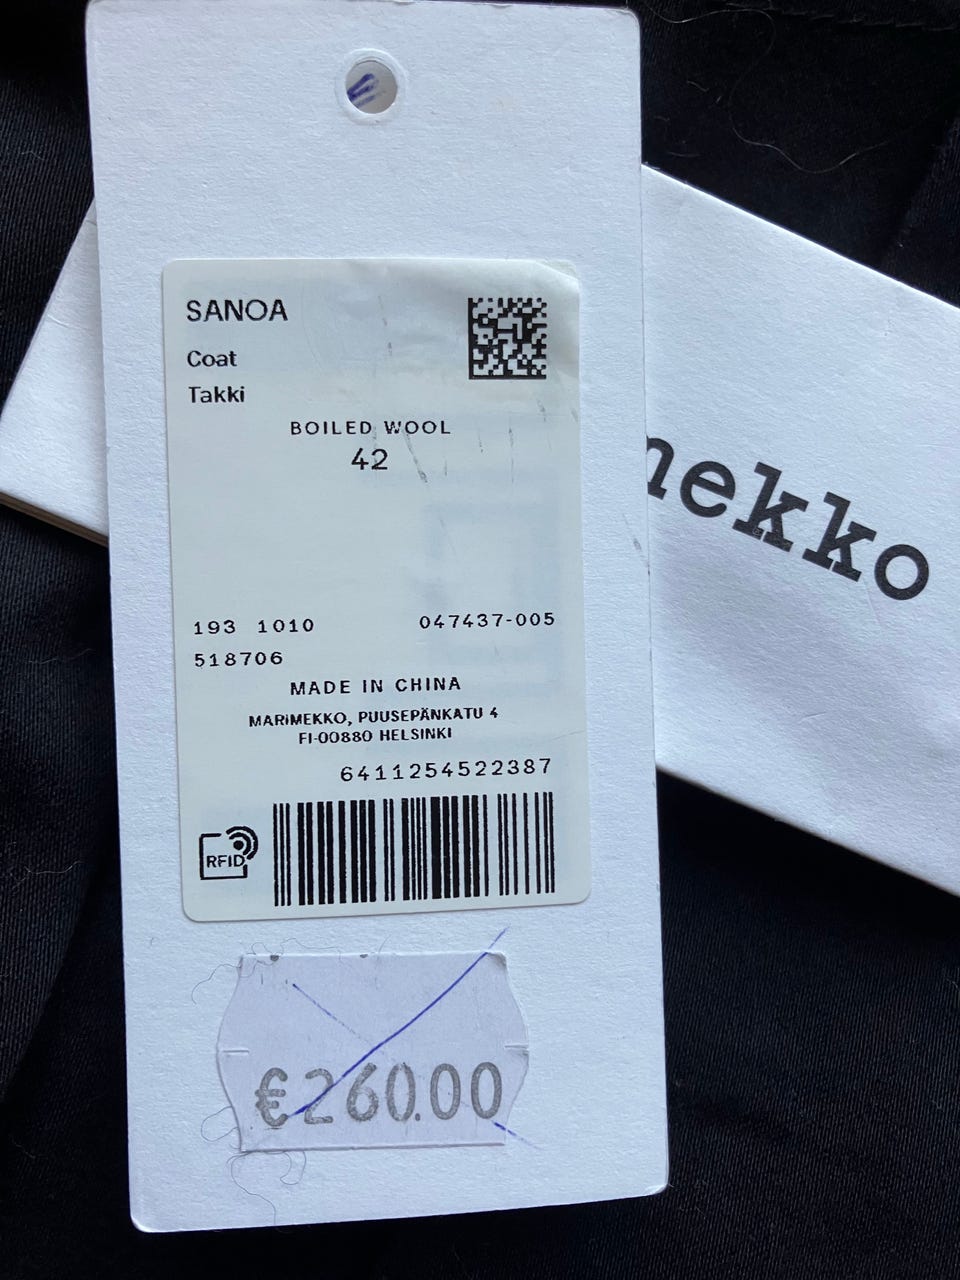 SANOA
Coat
Takki
BOILED WOOL
42
nekko
193 1010 047437-005
518706
MADE IN CHINA
MARIMEKKO, PUUSEPÄNKATU 4
FI-00880 HELSINKI
6411254522387
RFID
€260.00